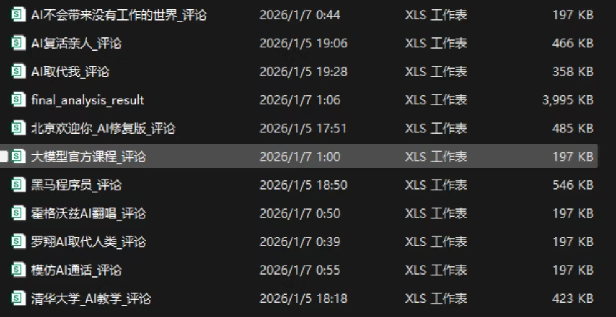 AI不会带来没有工作的世界_评论 2026/1/7 0:44 XLS 工作表 197 KB
AI复活亲人_评论 2026/1/5 19:06 XLS 工作表 466 KB
AI取代我_评论 2026/1/5 19:28 XLS 工作表 358 KB
final_analysis_result 2026/1/7 1:06 XLS 工作表 3,995 KB
北京欢迎你_AI修复版_评论 2026/1/5 17:51 XLS 工作表 485 KB
大模型官方课程_评论 2026/1/7 1:00 XLS 工作表 197 KB
黑马程序员_评论 2026/1/5 18:50 XLS 工作表 546 KB
霍格沃兹AI翻唱_评论 2026/1/7 0:50 XLS 工作表 197 KB
罗翔AI取代人类_评论 2026/1/7 0:39 XLS 工作表 197 KB
模仿AI通话_评论 2026/1/7 0:55 XLS 工作表 197 KB
清华大学_AI教学_评论 2026/1/5 18:18 XLS 工作表 423 KB